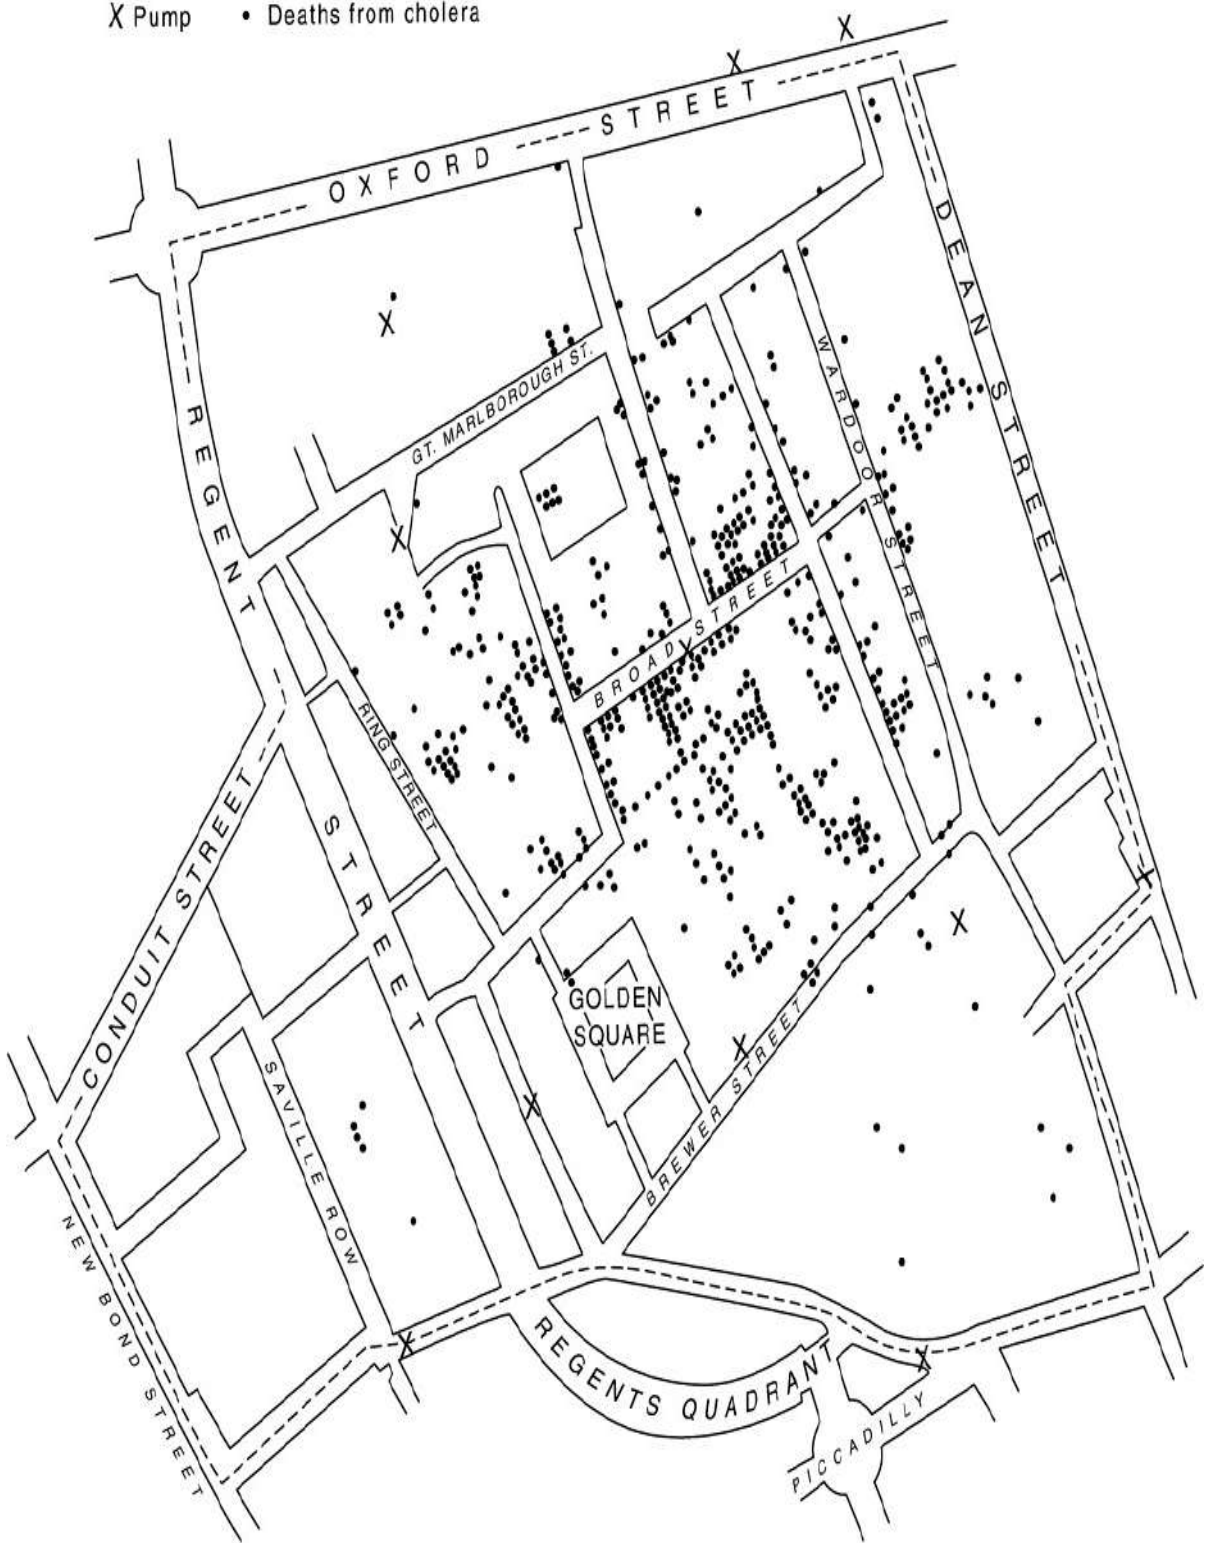 X Pump • Deaths from cholera
OXFORD STREET
REGENT STREET
DEAN STREET
WARDOOR STREET
GT. MARLBOROUGH ST.
BROAD STREET
RING STREET
CONDUIT STREET
GOLDEN
SQUARE
SAVILLE ROW
BREWER STREET
NEW BOND STREET
REGENTS QUADRANT
PICCADILLY